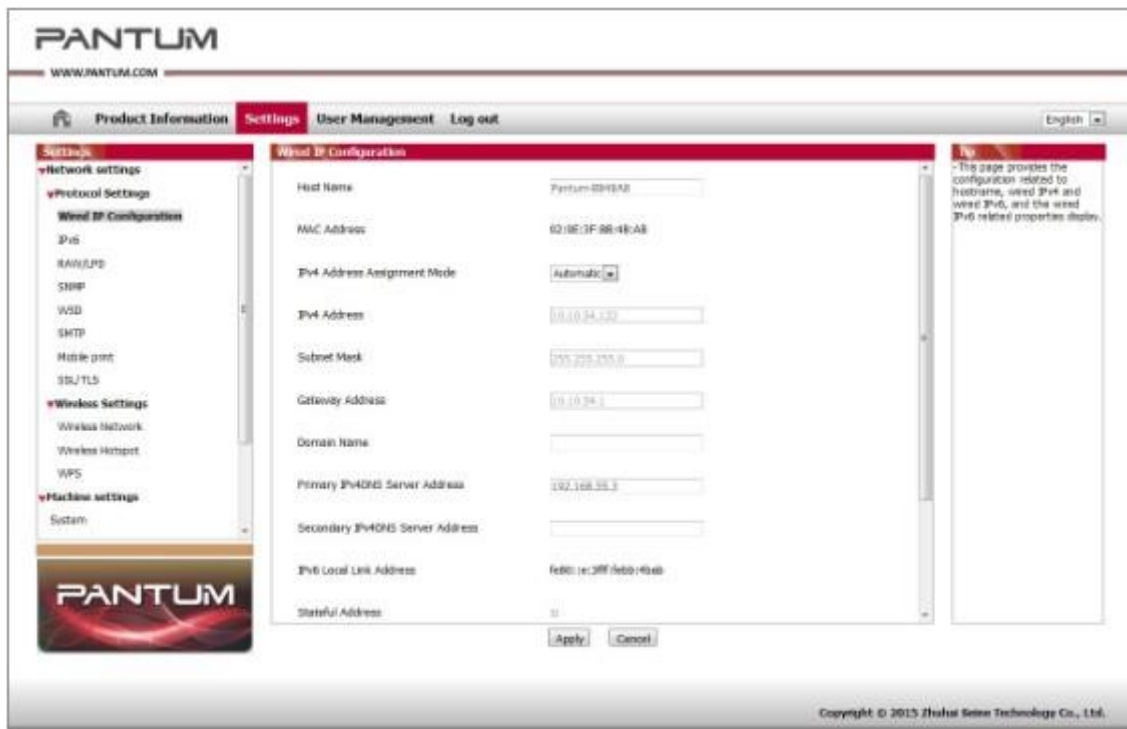 PANTUM
WWW.PANTUM.COM
Product Information Settings User Management Log out English
Settings
Network settings
Protocol Settings
Wired IP Configuration
IPv6
RAW/LPD
SNMP
WSD
SMTP
Mobile print
SSL/TLS
Wireless Settings
Wireless Network
Wireless Hotspot
WPS
Machine settings
System
PANTUM
Wired IP Configuration
Host Name
MAC Address
IPv4 Address Assignment Mode Automatic
IPv4 Address
Subnet Mask 255.255.255.0
Gateway Address 10.10.54.1
Domain Name
Primary IPv4DNS Server Address
Secondary IPv4DNS Server Address
IPv6 Local Link Address
Stateful Address
Apply Cancel
-This page provides the
configuration related to
hostname, wired IPv4 and
wired IPv6, and the wired
IPv6 related properties display.
Copyright © 2015 Zhuhai Seine Technology Co., Ltd.